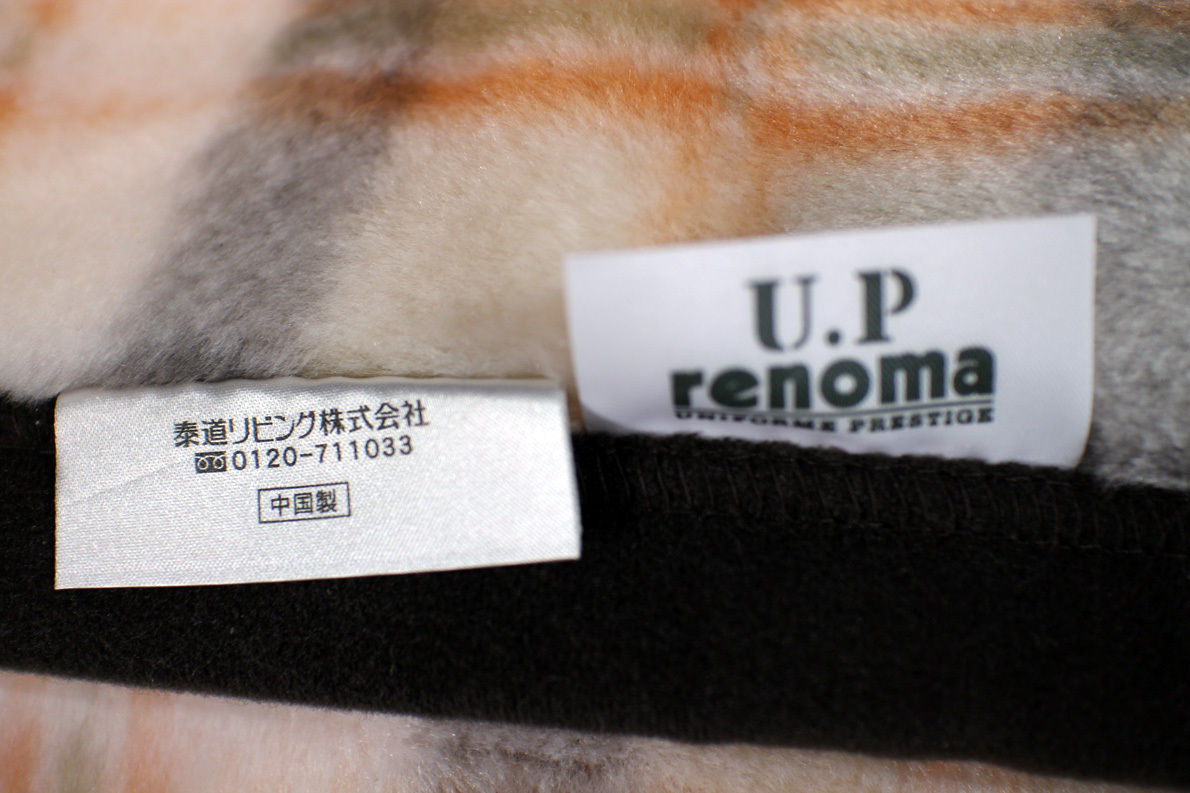 泰道リビング株式会社
0120-711033
中国製
U.P
renoma
UNIFORME PRESTIGE